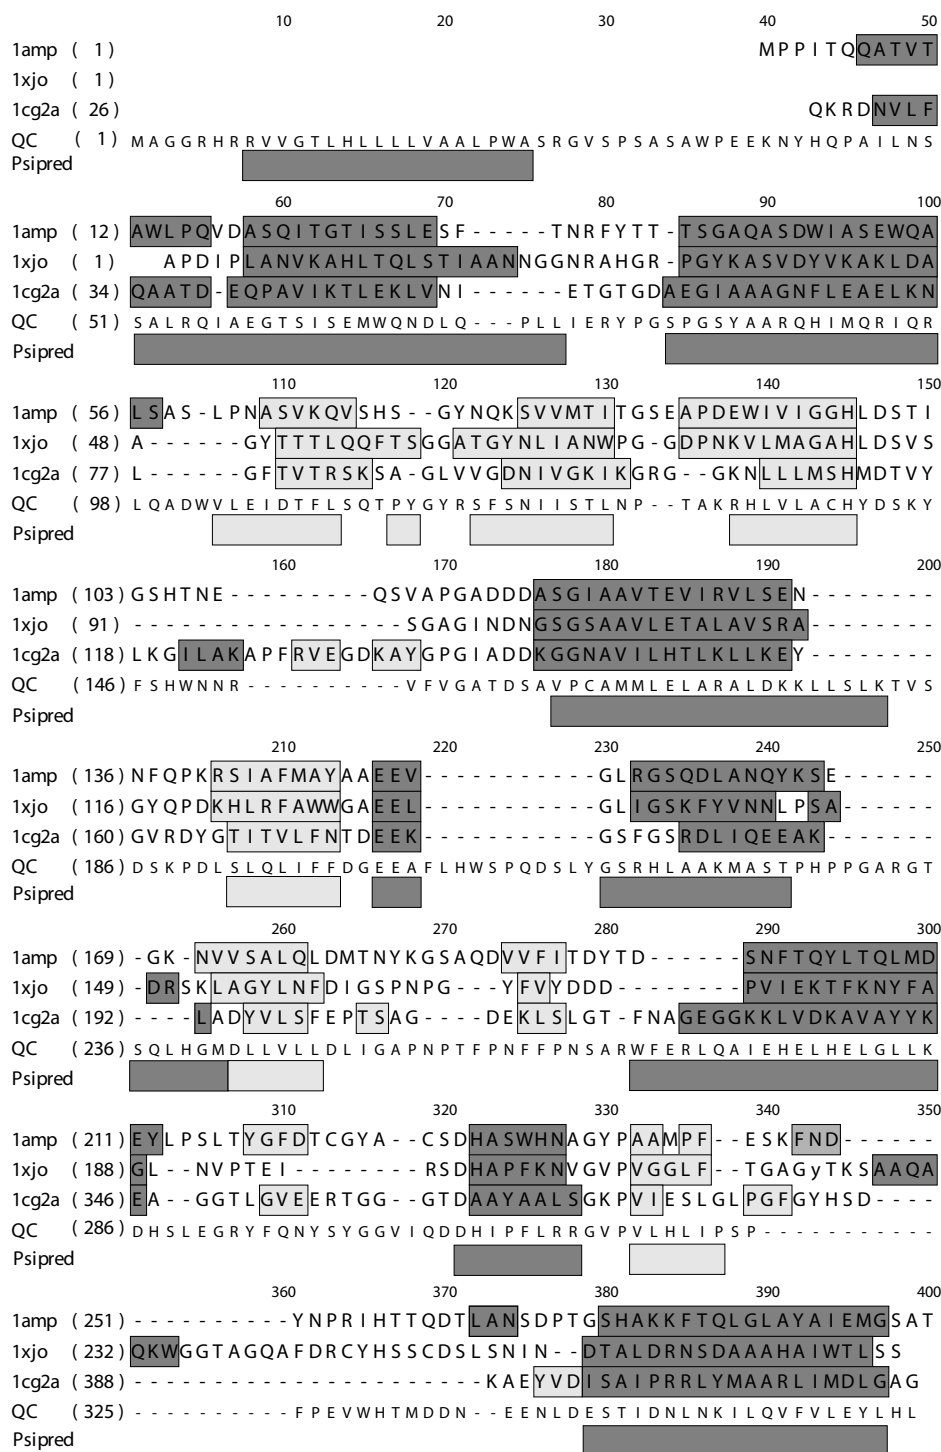 10 20 30 40 50
1amp ( 1) MPPITQQATVT
1xjo ( 1)
1cg2a ( 26) QKRDNVLF
QC ( 1) MAGGRHRRVVGTLHLLLLVAALPWASRGVSPSASAWPEEKNYHQPAILNS
Psipred
60 70 80 90 100
1amp ( 12) AWLPQVDASQITGTISSLESF-----TNRFYTT-TSGAQASDWIASEWQA
1xjo ( 1) APDIPLANVKAHLTQLSTIAANNGGNRAHGR-PGYKASVDYVKAKLDA
1cg2a ( 34) QAATD-EQPAVIKTLEKLVNI------ETGTGDAEGIAAAGNFLEAELKN
QC ( 51) SALRQIAEGTSISEMWQNDLQ---PLLIERYPGSPGSYAARQHIMQRIQR
Psipred
110 120 130 140 150
1amp ( 56) LSAS-LPNASVKQVSHS--GYNQKSVVMTITGSEAPDEWIVIGGHLDSTI
1xjo ( 48) A------GYTTTLQQFTSGGATGYNLIANWPG-GDPNKVLMAGAHLDSVS
1cg2a ( 77) L------GFTVTRSKSA-GLVVGDNIVGKIKGRG--GKNLLLMSHMDTVY
QC ( 98) LQADWVLEIDTFLSQTPYGYRSFSNIISTLNP--TAKRHLVLACHYDSKY
Psipred
160 170 180 190 200
1amp (103) GSHTNE---------QSVAPGADDDASGIAAVTEVIRVLSEN--------
1xjo ( 91) -----------------SGAGINDNGSGSAAVLETALAVSRA--------
1cg2a (118) LKGILAKAPFRVEGDKAYGPGIADDKGGNAVILHTLKLLKEY--------
QC (146) FSHWNNR----------VFVGATDSAVPCAMMLELARALDKKLLSLKTVS
Psipred
210 220 230 240 250
1amp (136) NFQPKRSIAFMAYAAEEV-----------GLRGSQDLANQYKSE------
1xjo (116) GYQPDKHLRFAWWGAEEL-----------GLIGSKFYVNNLPSA------
1cg2a (160) GVRDYGTITVLFNTDEEK-----------GSFGSRDLIQEEAK-------
QC (186) DSKPDLSLQLIFFDGEEAFLHWSPQDSLYGSRHLAAKMASTPHPPGARGT
Psipred
260 270 280 290 300
1amp (169) -GK-NVVSALQLDMTNYKGSAQDVVFITDYTD------SNFTQYLTQLMD
1xjo (149) -DRSKLAGYLNFDIGSPNPG---YFVYDDD--------PVIEKTFKNYFA
1cg2a (192) ----LADYVLSFEPTSAG----DEKLSLGT-FNAGEGGKKLVDKAVAYYK
QC (236) SQLHGMDLLVLLDLIGAPNPTFPNFFPNSARWFERLQAIEHELHELGLLK
Psipred
310 320 330 340 350
1amp (211) EYLPSLTYGFDTCGYA--CSDHASWHNAGYPAAMPF--ESKFND------
1xjo (188) GL--NVPTEI---------RSDHAPFKNVGVPVGGLF--TGAGyTKSAAQA
1cg2a (346) EA--GGTLGVEERTGG--GTDAAYAALSGKPVIESLGLPGFGYHSD----
QC (286) DHSLEGRYFQNYSYGGVIQDDHIPFLRRGVPVLHLIPSP-----------
Psipred
360 370 380 390 400
1amp (251) ----------YNPRIHTTQDTLANSDPTGSHAKKFTQLGLAYAIEMGSAT
1xjo (232) QKWGGTAGQAFDRCYHSSCDSLSNIN--DTALDRNSDAAAHAIWTLSS
1cg2a (388) ----------------------KAEYVDISAIPRRLYMAARLIMDLGAG
QC (325) ----------FPEVWHTMDDN--EENLDESTIDNLNKILQVFVLEYLHL
Psipred